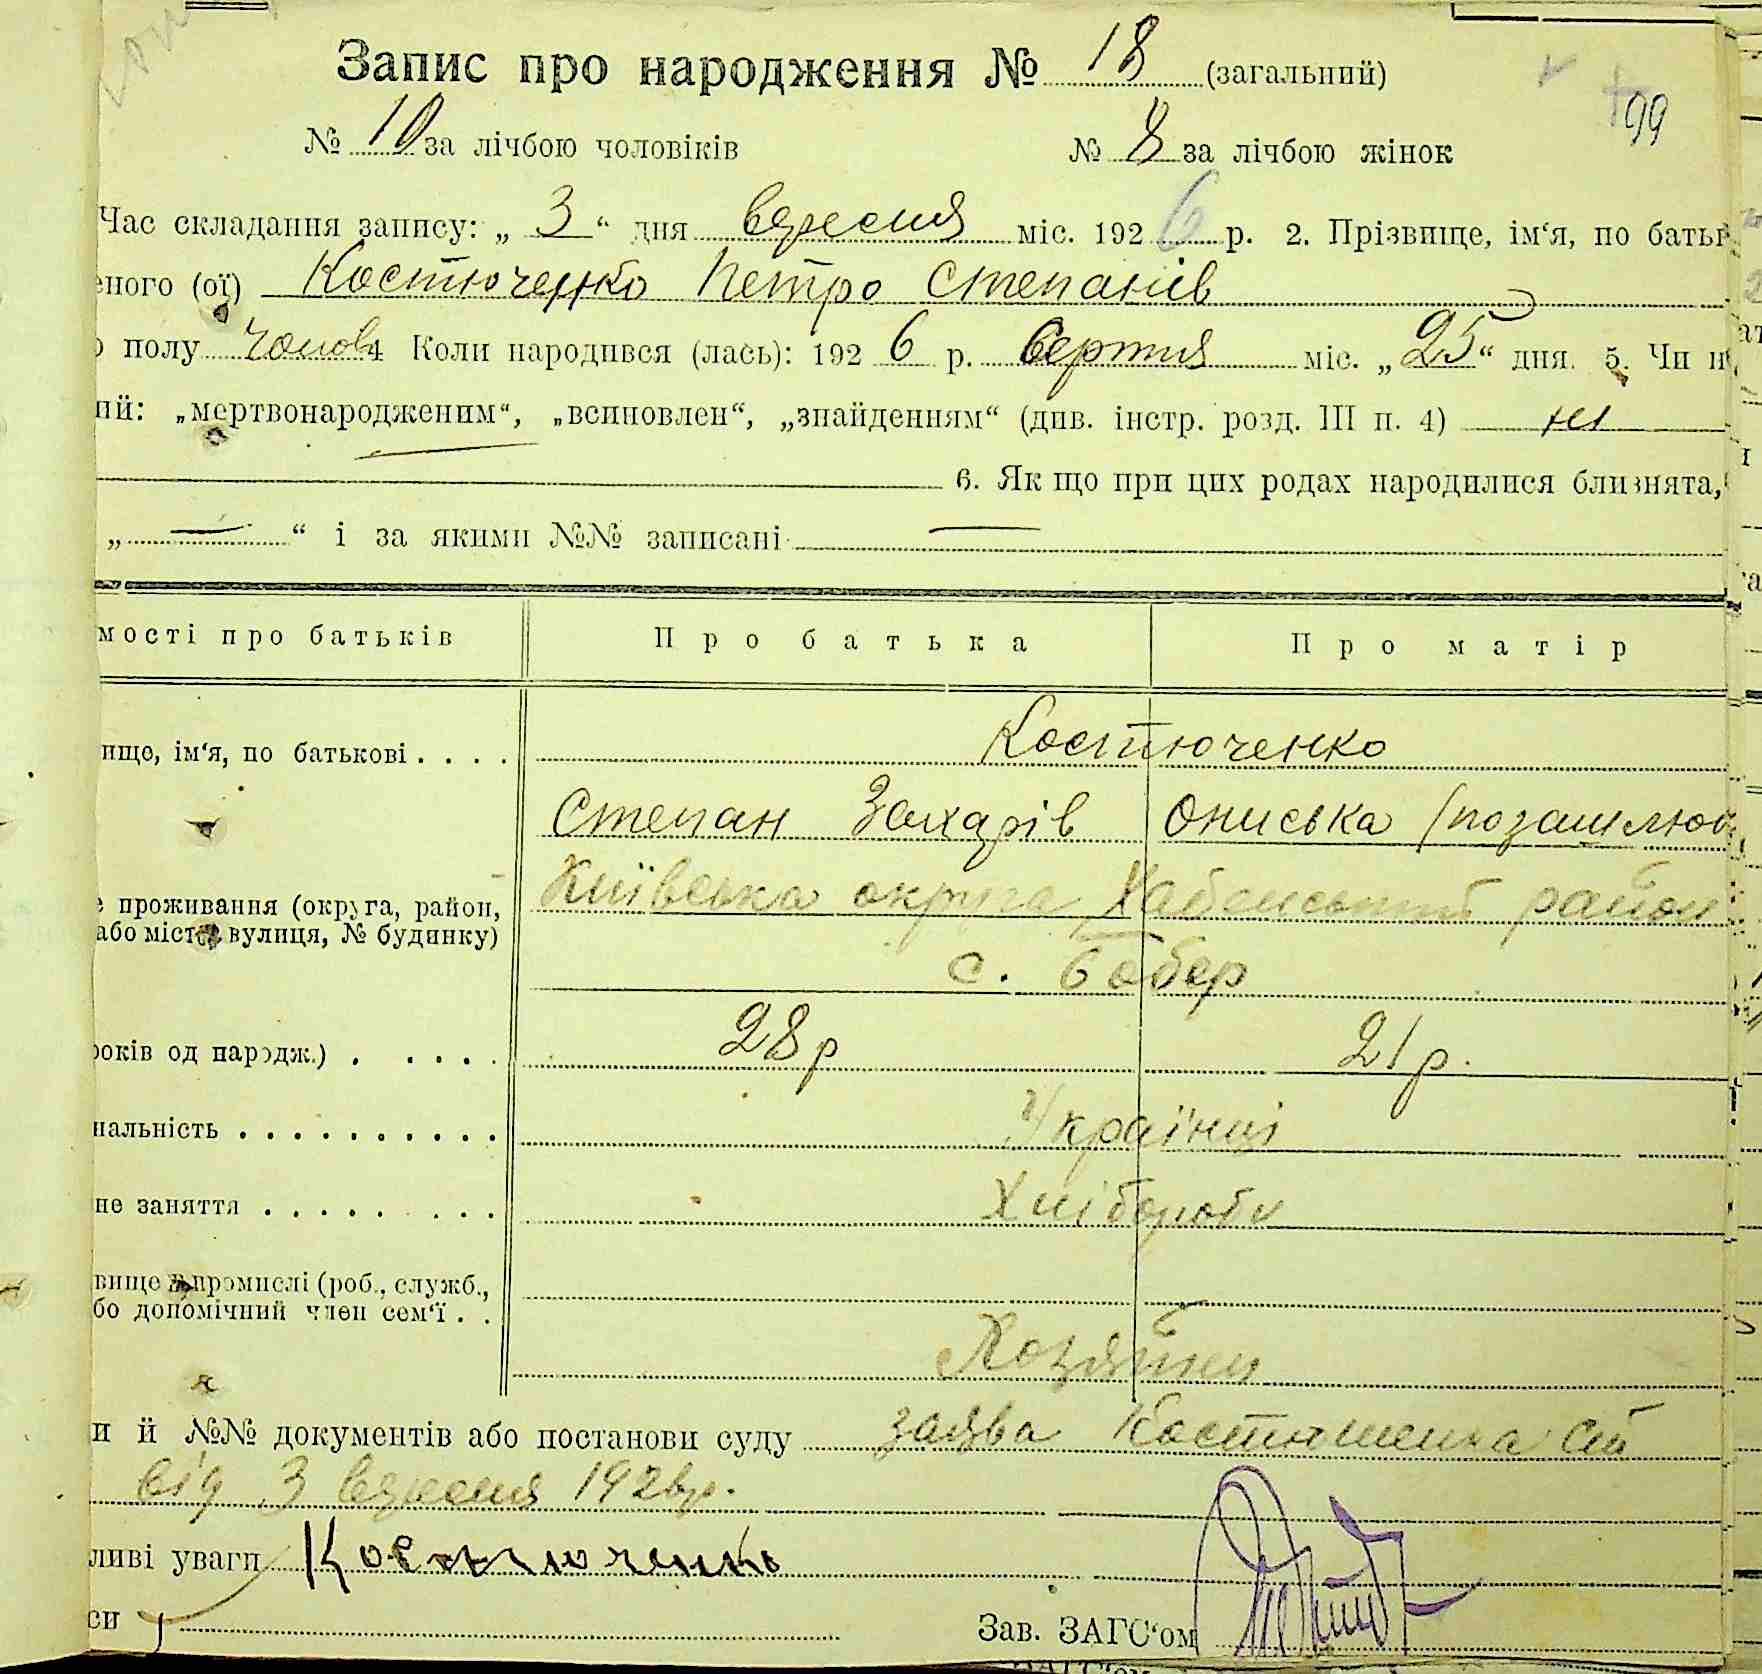 Запис про народження № 18 (загальний)
99
№ 10 за лічбою чоловіків № 8 за лічбою жінок
Час складання запису: „ 3 “ дня вересня міс. 1926 р. 2. Прізвище, ім‘я, по батьк
еного (ої) Костюченко Петро Степанів
о полу чолов 4 Коли народився (лась): 1926 р. Серпня міс. „ 25 “ дня. 5. Чи н
ий: „мертвонародженим“, „всиновлен“, „знайденням“ (див. інстр. розд. III п. 4) ні
6. Як що при цих родах народилися близнята,
„ — “ і за якими №№ записані —
мості про батьків Про батька Про матір
ище, ім‘я, по батькові . . . . Костюченко
Степан Захарів Ониська (позашлюб
Київська округа Хабенський район
е проживання (округа, район,
або місто вулиця, № будинку)
с. Бобер
років од народж.) . . . . . 28 р 21 р.
нальність . . . . . . . . . . Українці
не заняття . . . . . . . . Хлібороби
вище в промислі (роб., служб.,
бо допомічний член сем‘ї . .
Хозяїни
и й №№ документів або постанови суду заява Костюшенка
від 3 вересня 1926 р.
ливі уваги Костюченко
си
Зав. ЗАГС‘ом